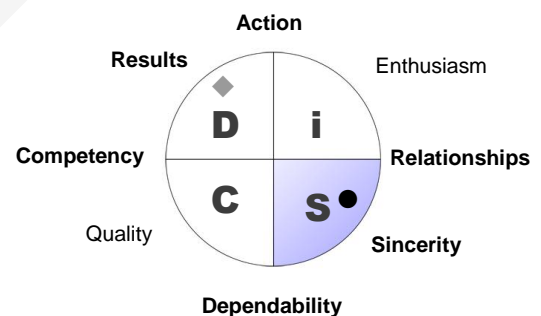 Action
Results
Enthusiasm
D
i
Competency
Relationships
C
S
Quality
Sincerity
Dependability